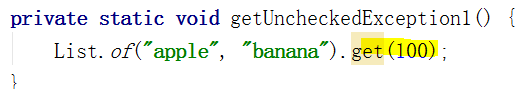 private static void getUncheckedException1() {
    List.of("apple", "banana").get(100);
}